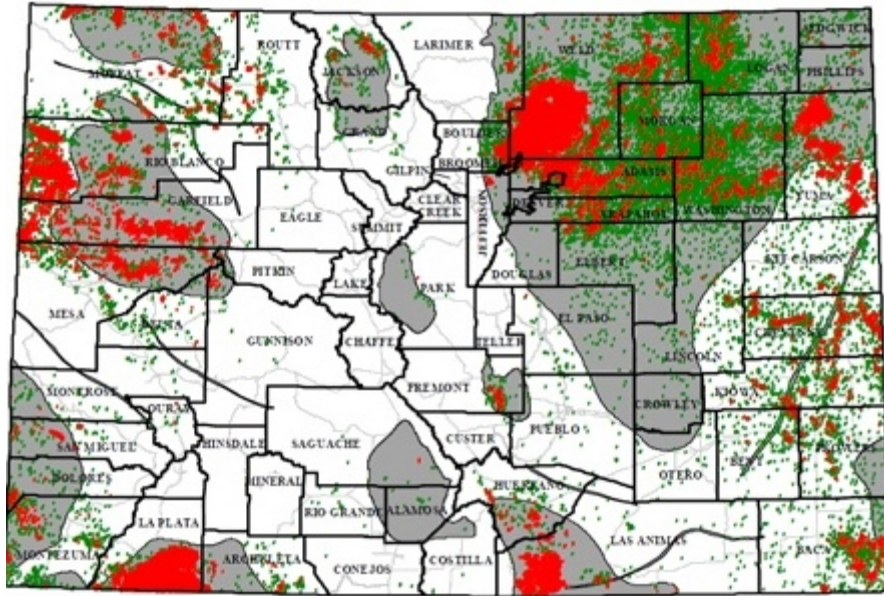 ROUTT
LARIMER
WELD
SEDGWICK
MOFFAT
JACKSON
LOGAN
PHILLIPS
GRAND
BOULDER
MORGAN
RIO BLANCO
BROOMFIELD
GILPIN
ADAMS
GARFIELD
EAGLE
CLEAR
CREEK
JEFFERSON
DENVER
ARAPAHOE
WASHINGTON
YUMA
SUMMIT
PITKIN
LAKE
PARK
DOUGLAS
ELBERT
KIT CARSON
MESA
DELTA
GUNNISON
CHAFFE
TELLER
EL PASO
LINCOLN
CHEYENNE
MONTROSE
FREMONT
CROWLEY
KIOWA
OURAY
SAN MIGUEL
HINSDALE
SAGUACHE
CUSTER
PUEBLO
OTERO
BENT
PROWLERS
DOLORES
MINERAL
HUERFANO
LA PLATA
RIO GRANDE
ALAMOSA
MONTEZUMA
ARCHULETA
CONEJOS
COSTILLA
LAS ANIMAS
BACA